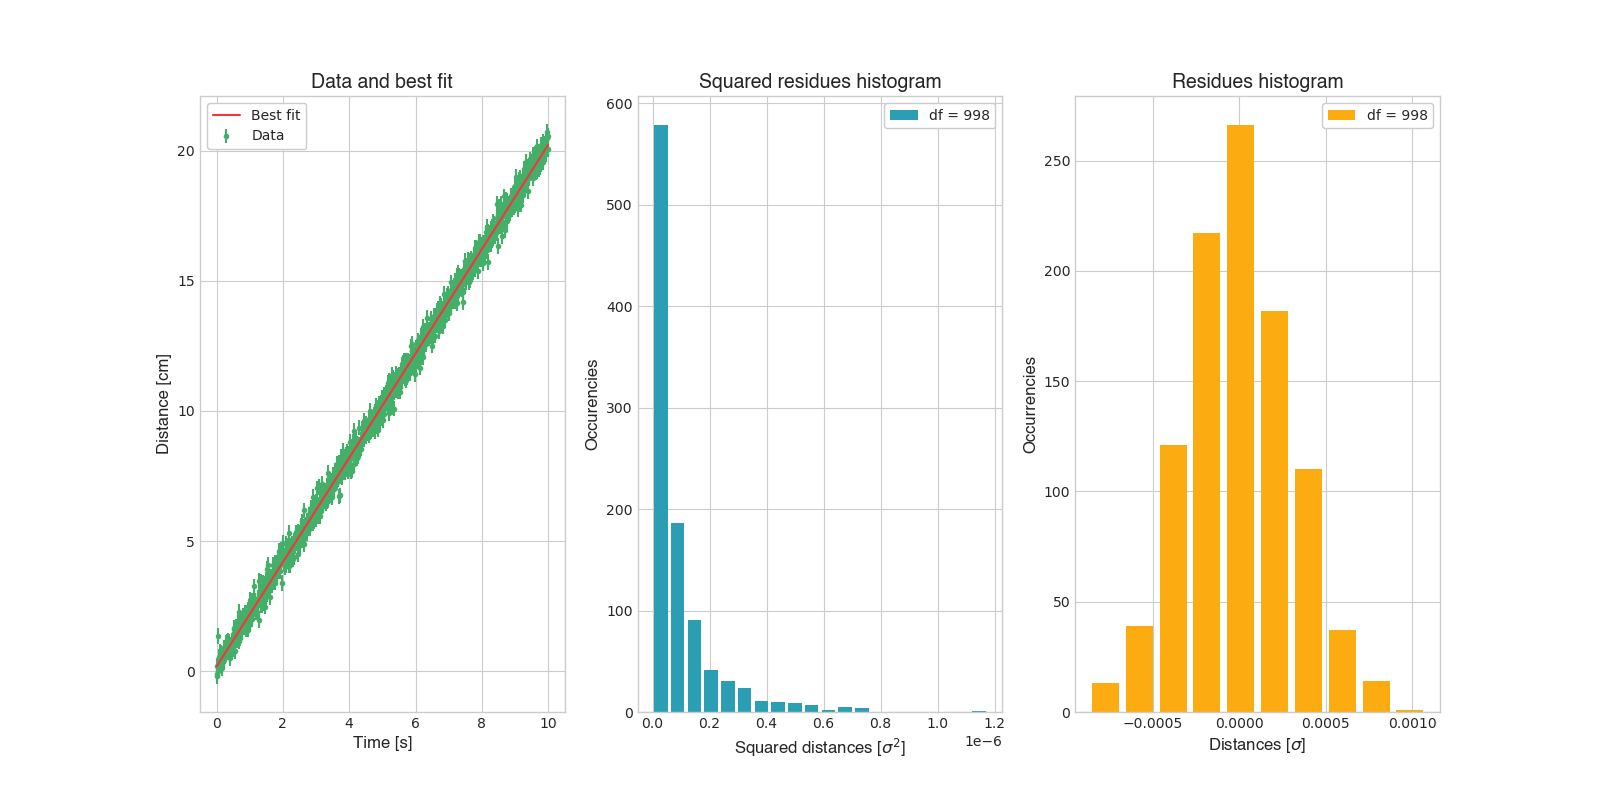 Data and best fit
Best fit
Data
20
15
10
5
0
Distance [cm]
0 2 4 6 8 10
Time [s]
Squared residues histogram
df = 998
600
500
400
300
200
100
0
Occurencies
0.0 0.2 0.4 0.6 0.8 1.0 1.2
1e−6
Squared distances [σ²]
Residues histogram
df = 998
250
200
150
100
50
0
Occurrencies
−0.0005 0.0000 0.0005 0.0010
Distances [σ]